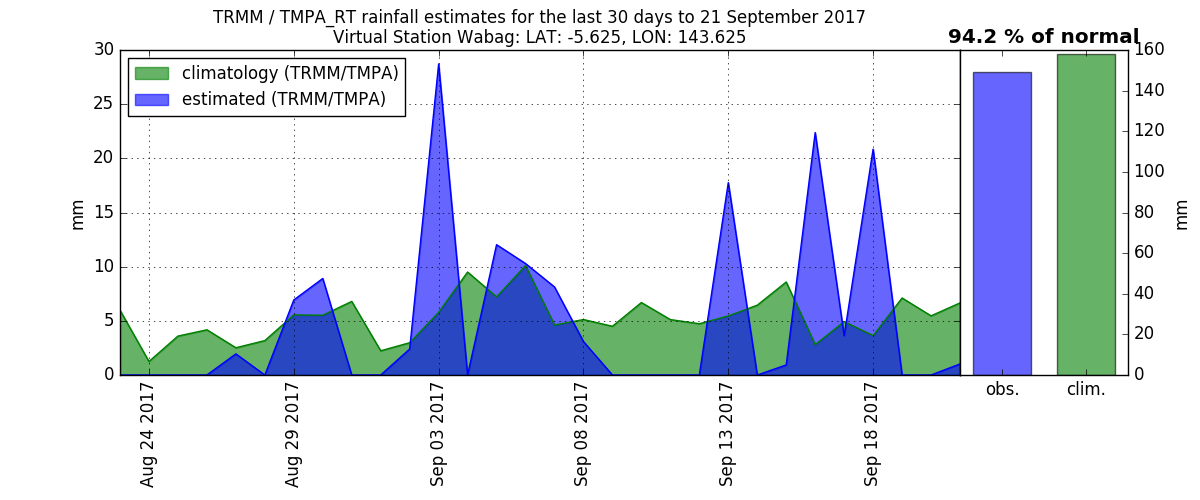 TRMM / TMPA_RT rainfall estimates for the last 30 days to 21 September 2017
Virtual Station Wabag: LAT: -5.625, LON: 143.625
94.2 % of normal
climatology (TRMM/TMPA)
estimated (TRMM/TMPA)
mm
30
25
20
15
10
5
0
Aug 24 2017
Aug 29 2017
Sep 03 2017
Sep 08 2017
Sep 13 2017
Sep 18 2017
160
140
120
100
80
60
40
20
0
mm
obs.
clim.